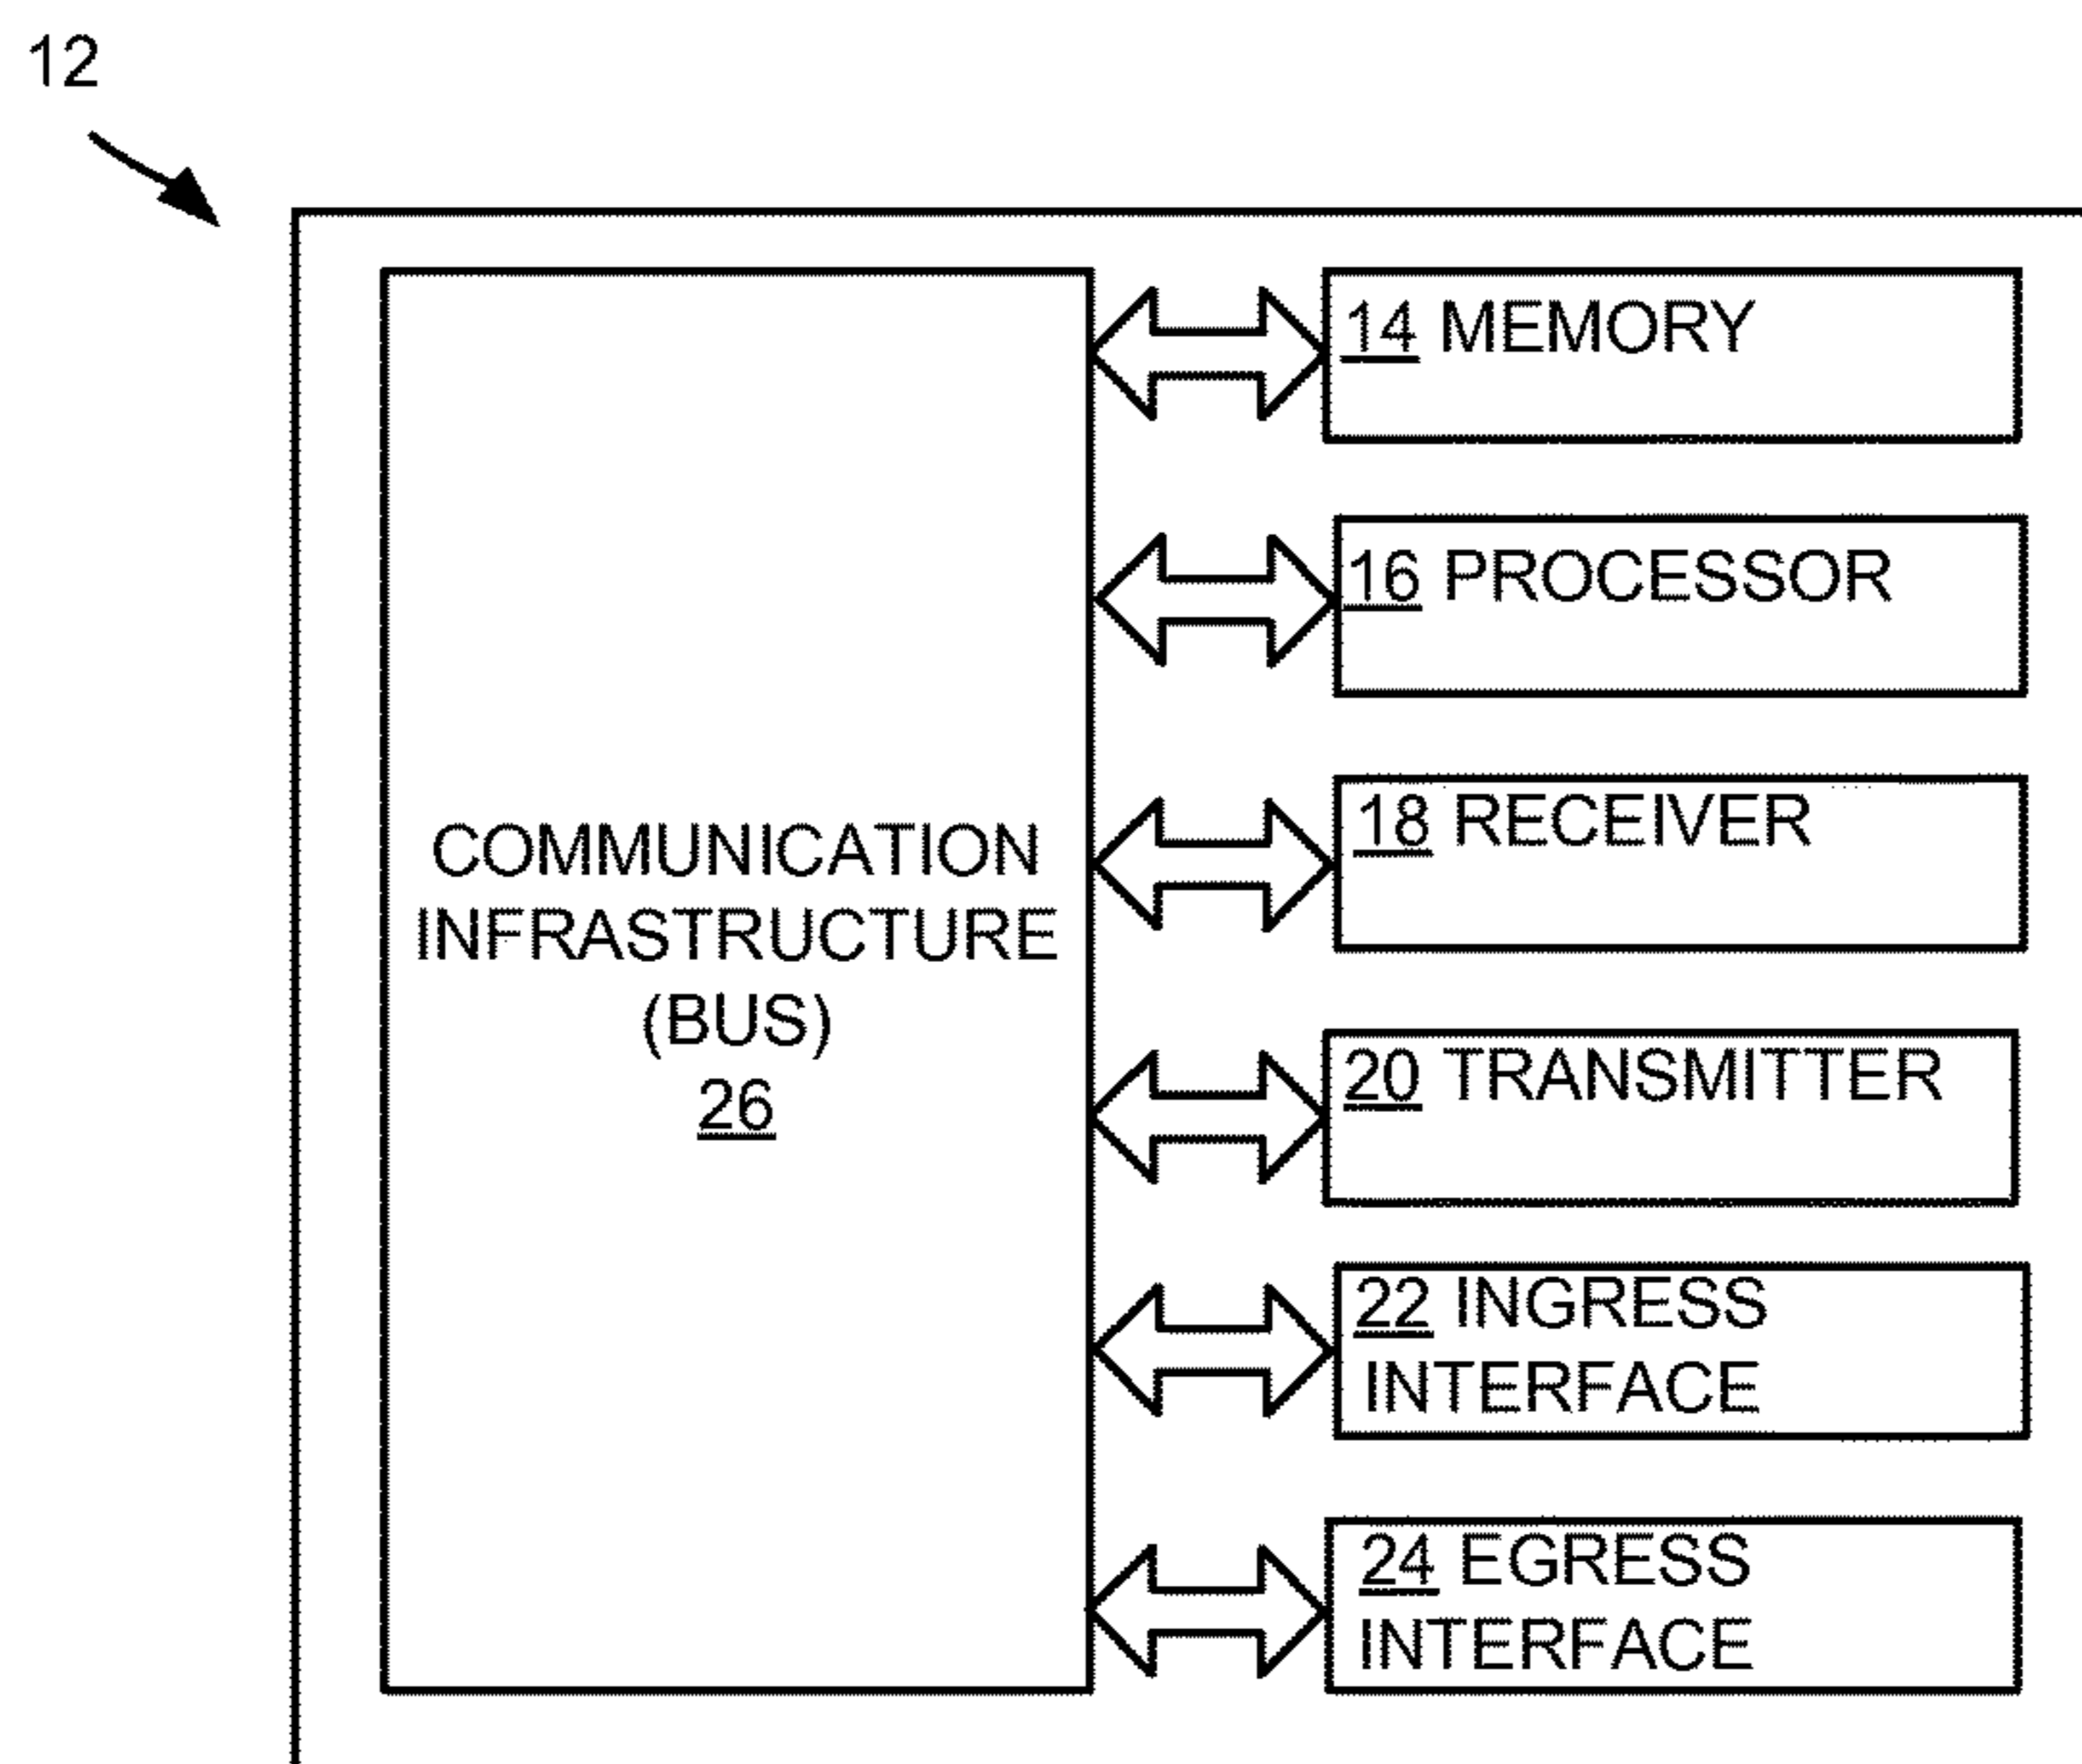 12
14 MEMORY
16 PROCESSOR
18 RECEIVER
COMMUNICATION
INFRASTRUCTURE
(BUS)
26
20 TRANSMITTER
22 INGRESS
INTERFACE
24 EGRESS
INTERFACE